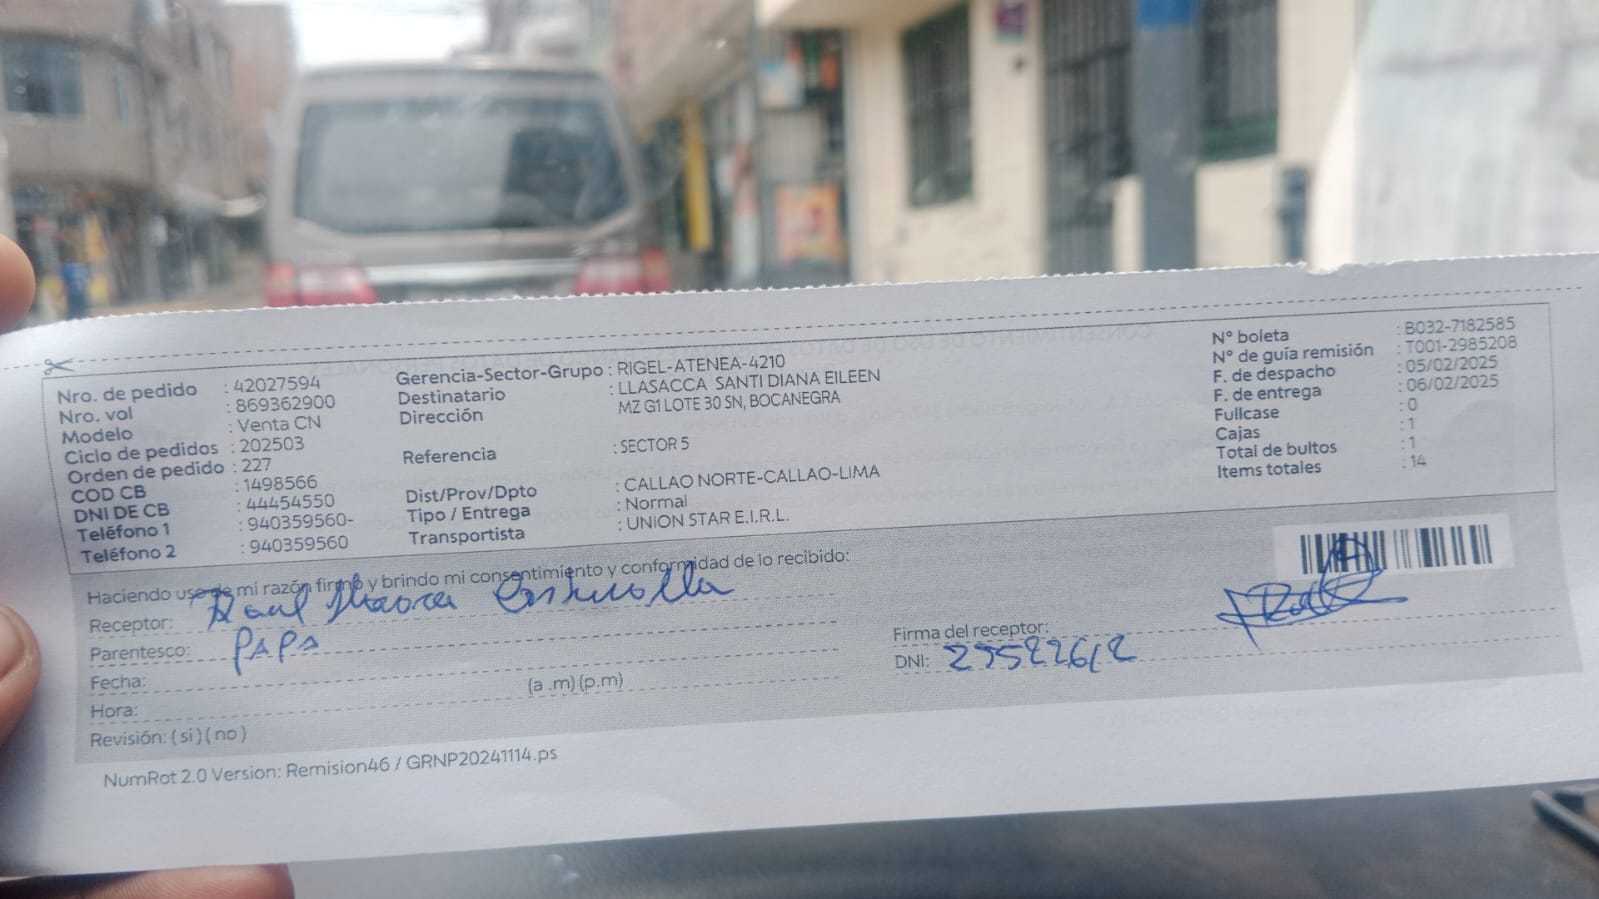 Nro. de pedido : 42027594
Nro. vol : 869362900
Modelo : Venta CN
Ciclo de pedidos : 202503
Orden de pedido : 227
COD CB : 1498566
DNI DE CB : 44454550
Teléfono 1 : 940359560-
Teléfono 2 : 940359560
Gerencia-Sector-Grupo : RIGEL-ATENEA-4210
Destinatario : LLASACCA SANTI DIANA EILEEN
Dirección MZ G1 LOTE 30 SN, BOCANEGRA
Referencia : SECTOR 5
Dist/Prov/Dpto : CALLAO NORTE-CALLAO-LIMA
Tipo / Entrega : Normal
Transportista : UNION STAR E.I.R.L.
N° boleta : B032-7182585
N° de guía remisión : T001-2985208
F. de despacho : 05/02/2025
F. de entrega : 06/02/2025
Fullcase : 0
Cajas : 1
Total de bultos : 1
Items totales : 14
Haciendo uso de mi razón firmo y brindo mi consentimiento y conformidad de lo recibido:
Receptor: Raul
Parentesco: PAPA
Fecha:
Hora: (a .m) (p.m)
Revisión: ( si ) ( no )
Firma del receptor:
DNI:
NumRot 2.0 Version: Remision46 / GRNP20241114.ps